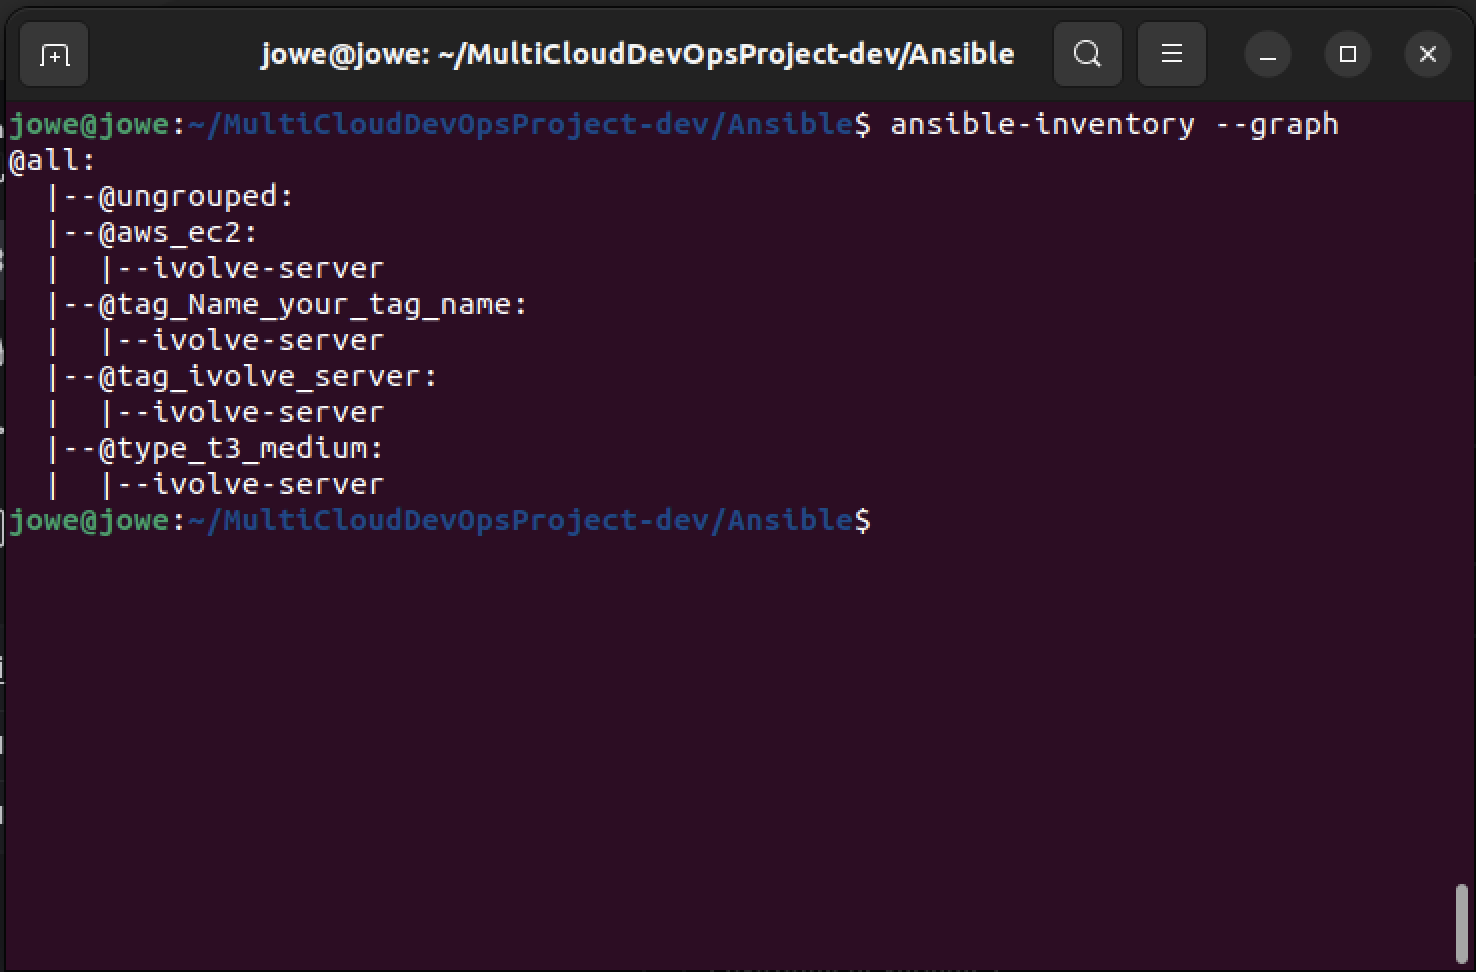 jowe@jowe: ~/MultiCloudDevOpsProject-dev/Ansible
jowe@jowe:~/MultiCloudDevOpsProject-dev/Ansible$ ansible-inventory --graph
@all:
  |--@ungrouped:
  |--@aws_ec2:
  |  |--ivolve-server
  |--@tag_Name_your_tag_name:
  |  |--ivolve-server
  |--@tag_ivolve_server:
  |  |--ivolve-server
  |--@type_t3_medium:
  |  |--ivolve-server
jowe@jowe:~/MultiCloudDevOpsProject-dev/Ansible$